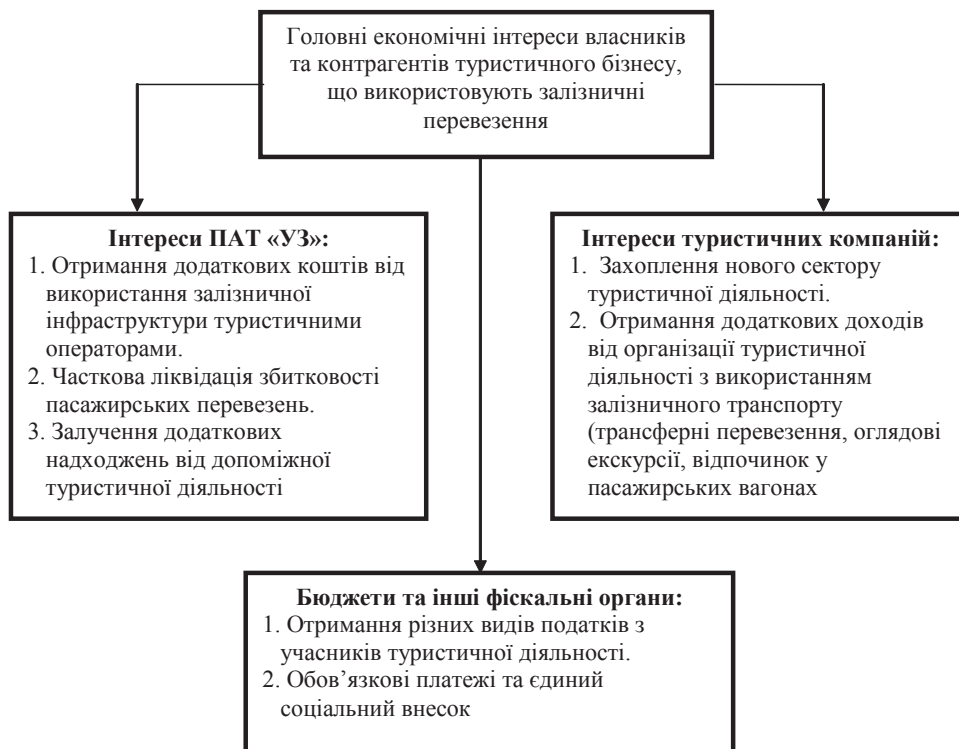 Головні економічні інтереси власників
та контрагентів туристичного бізнесу,
що використовують залізничні
перевезення
Інтереси ПАТ «УЗ»:
1. Отримання додаткових коштів від
використання залізничної
інфраструктури туристичними
операторами.
2. Часткова ліквідація збитковості
пасажирських перевезень.
3. Залучення додаткових
надходжень від допоміжної
туристичної діяльності
Інтереси туристичних компаній:
1. Захоплення нового сектору
туристичної діяльності.
2. Отримання додаткових доходів
від організації туристичної
діяльності з використанням
залізничного транспорту
(трансферні перевезення, оглядові
екскурсії, відпочинок у
пасажирських вагонах
Бюджети та інші фіскальні органи:
1. Отримання різних видів податків з
учасників туристичної діяльності.
2. Обов’язкові платежі та єдиний
соціальний внесок